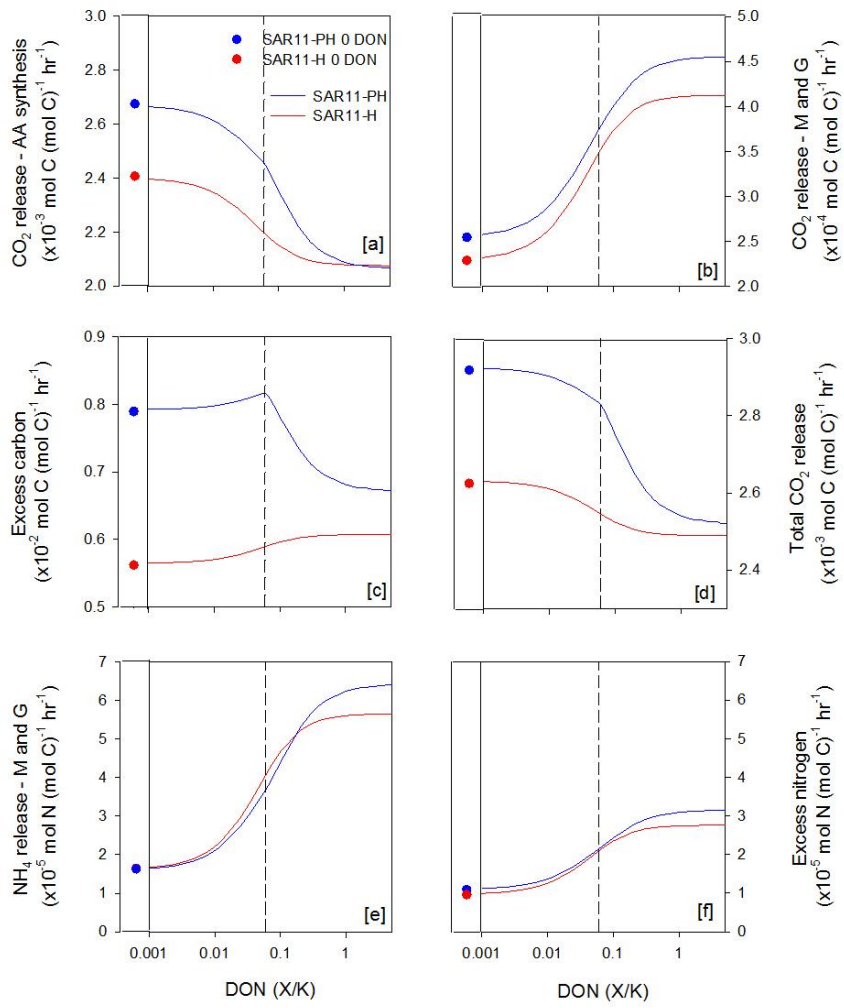 3.0
2.8
2.6
2.4
2.2
2.0
CO2 release - AA synthesis
(x10-3 mol C (mol C)-1 hr-1)
SAR11-PH 0 DON
SAR11-H 0 DON
SAR11-PH
SAR11-H
[a]
5.0
4.5
4.0
3.5
3.0
2.5
2.0
CO2 release - M and G
(x10-4 mol C (mol C)-1 hr-1)
[b]
0.9
0.8
0.7
0.6
0.5
Excess carbon
(x10-2 mol C (mol C)-1 hr-1)
[c]
3.0
2.8
2.6
2.4
Total CO2 release
(x10-3 mol C (mol C)-1 hr-1)
[d]
7
6
5
4
3
2
1
0
NH4 release - M and G
(x10-5 mol N (mol C)-1 hr-1)
[e]
0.001
0.01
0.1
1
DON (X/K)
7
6
5
4
3
2
1
0
Excess nitrogen
(x10-5 mol N (mol C)-1 hr-1)
[f]
0.001
0.01
0.1
1
DON (X/K)